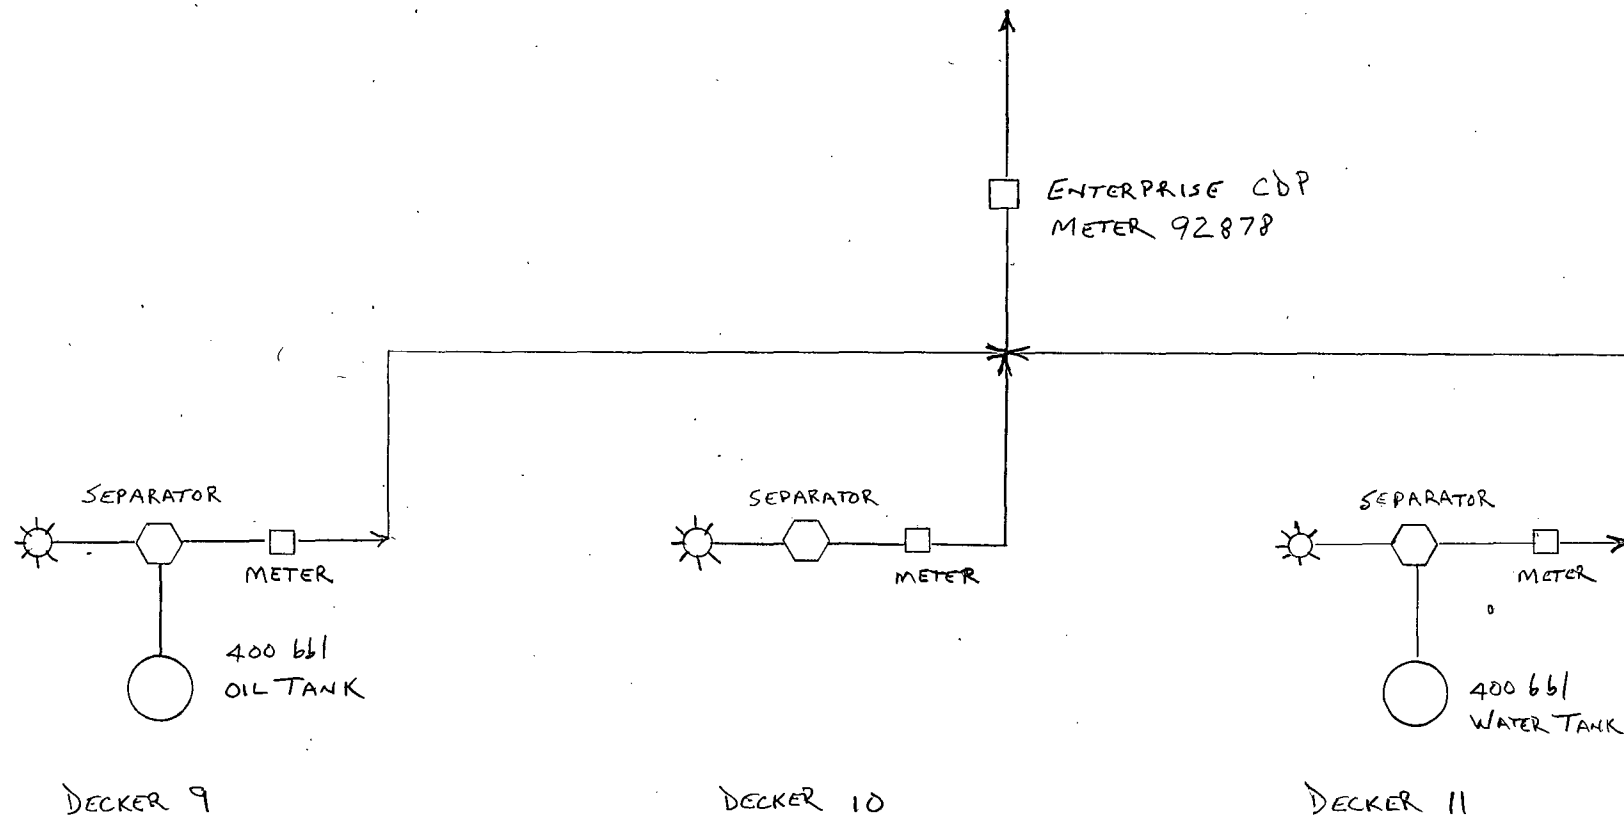 ENTERPRISE CDP
METER 92878
SEPARATOR
METER
400 bbl
OIL TANK
DECKER 9
SEPARATOR
METER
DECKER 10
SEPARATOR
METER
400 bbl
WATER TANK
DECKER 11